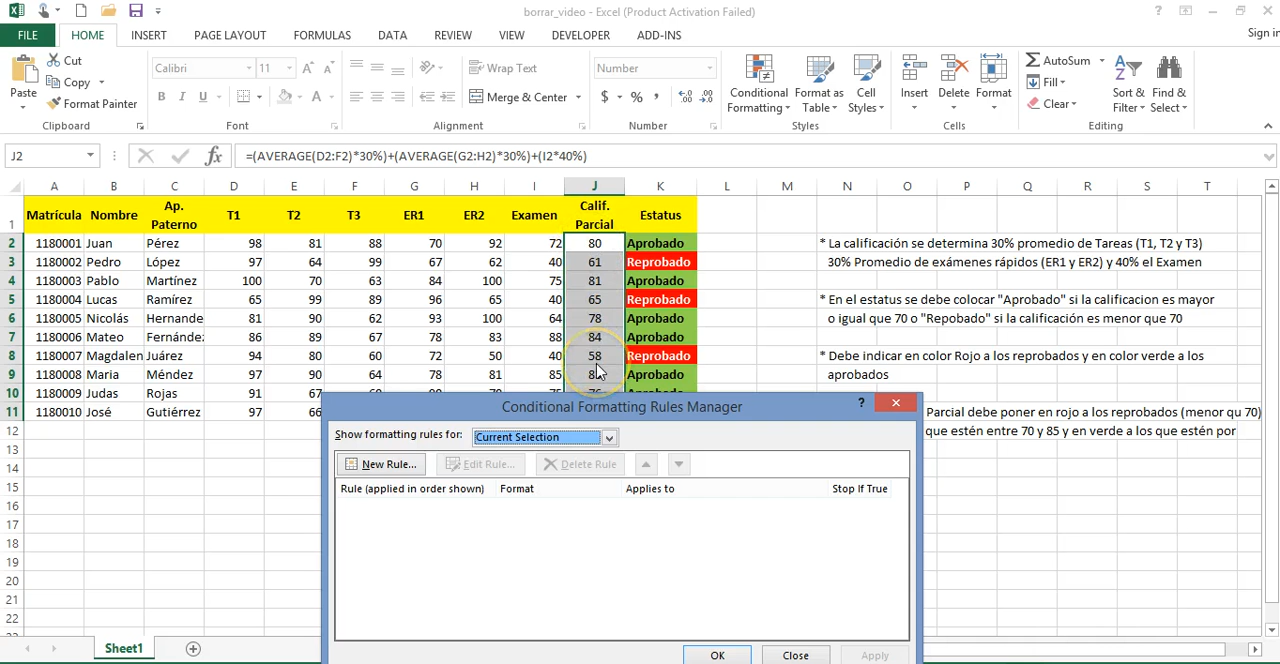 borrar_video - Excel (Product Activation Failed)
FILE HOME INSERT PAGE LAYOUT FORMULAS DATA REVIEW VIEW DEVELOPER ADD-INS Sign in
Paste Cut Copy Format Painter
Clipboard
Calibri 11
B I U
Font
Wrap Text
Merge & Center
Alignment
Number
$ % ,
Number
Conditional Formatting Format as Table Cell Styles
Styles
Insert Delete Format
Cells
AutoSum
Fill
Clear
Sort & Filter Find & Select
Editing
J2 fx =(AVERAGE(D2:F2)*30%)+(AVERAGE(G2:H2)*30%)+(I2*40%)
A B C D E F G H I J K L M N O P Q R S T
1 Matrícula Nombre Ap. Paterno T1 T2 T3 ER1 ER2 Examen Calif. Parcial Estatus
2 1180001 Juan Pérez 98 81 88 70 92 72 80 Aprobado * La calificación se determina 30% promedio de Tareas (T1, T2 y T3)
3 1180002 Pedro López 97 64 99 67 62 40 61 Reprobado 30% Promedio de exámenes rápidos (ER1 y ER2) y 40% el Examen
4 1180003 Pablo Martínez 100 70 63 84 100 75 81 Aprobado
5 1180004 Lucas Ramírez 65 99 89 96 65 40 65 Reprobado * En el estatus se debe colocar "Aprobado" si la calificacion es mayor
6 1180005 Nicolás Hernande 81 90 62 93 100 64 78 Aprobado o igual que 70 o "Repobado" si la calificación es menor que 70
7 1180006 Mateo Fernánde 86 89 67 78 83 88 84 Aprobado
8 1180007 Magdalen Juárez 94 80 60 72 50 40 58 Reprobado * Debe indicar en color Rojo a los reprobados y en color verde a los
9 1180008 Maria Méndez 97 90 64 78 81 85 Aprobado aprobados
10 1180009 Judas Rojas 91 67
11 1180010 José Gutiérrez 97 66 Parcial debe poner en rojo a los reprobados (menor qu 70)
12 que estén entre 70 y 85 y en verde a los que estén por
13
14
15
16
17
18
19
20
21
22
Conditional Formatting Rules Manager ?
Show formatting rules for: Current Selection
New Rule... Edit Rule... Delete Rule
Rule (applied in order shown) Format Applies to Stop If True
OK Close Apply
Sheet1